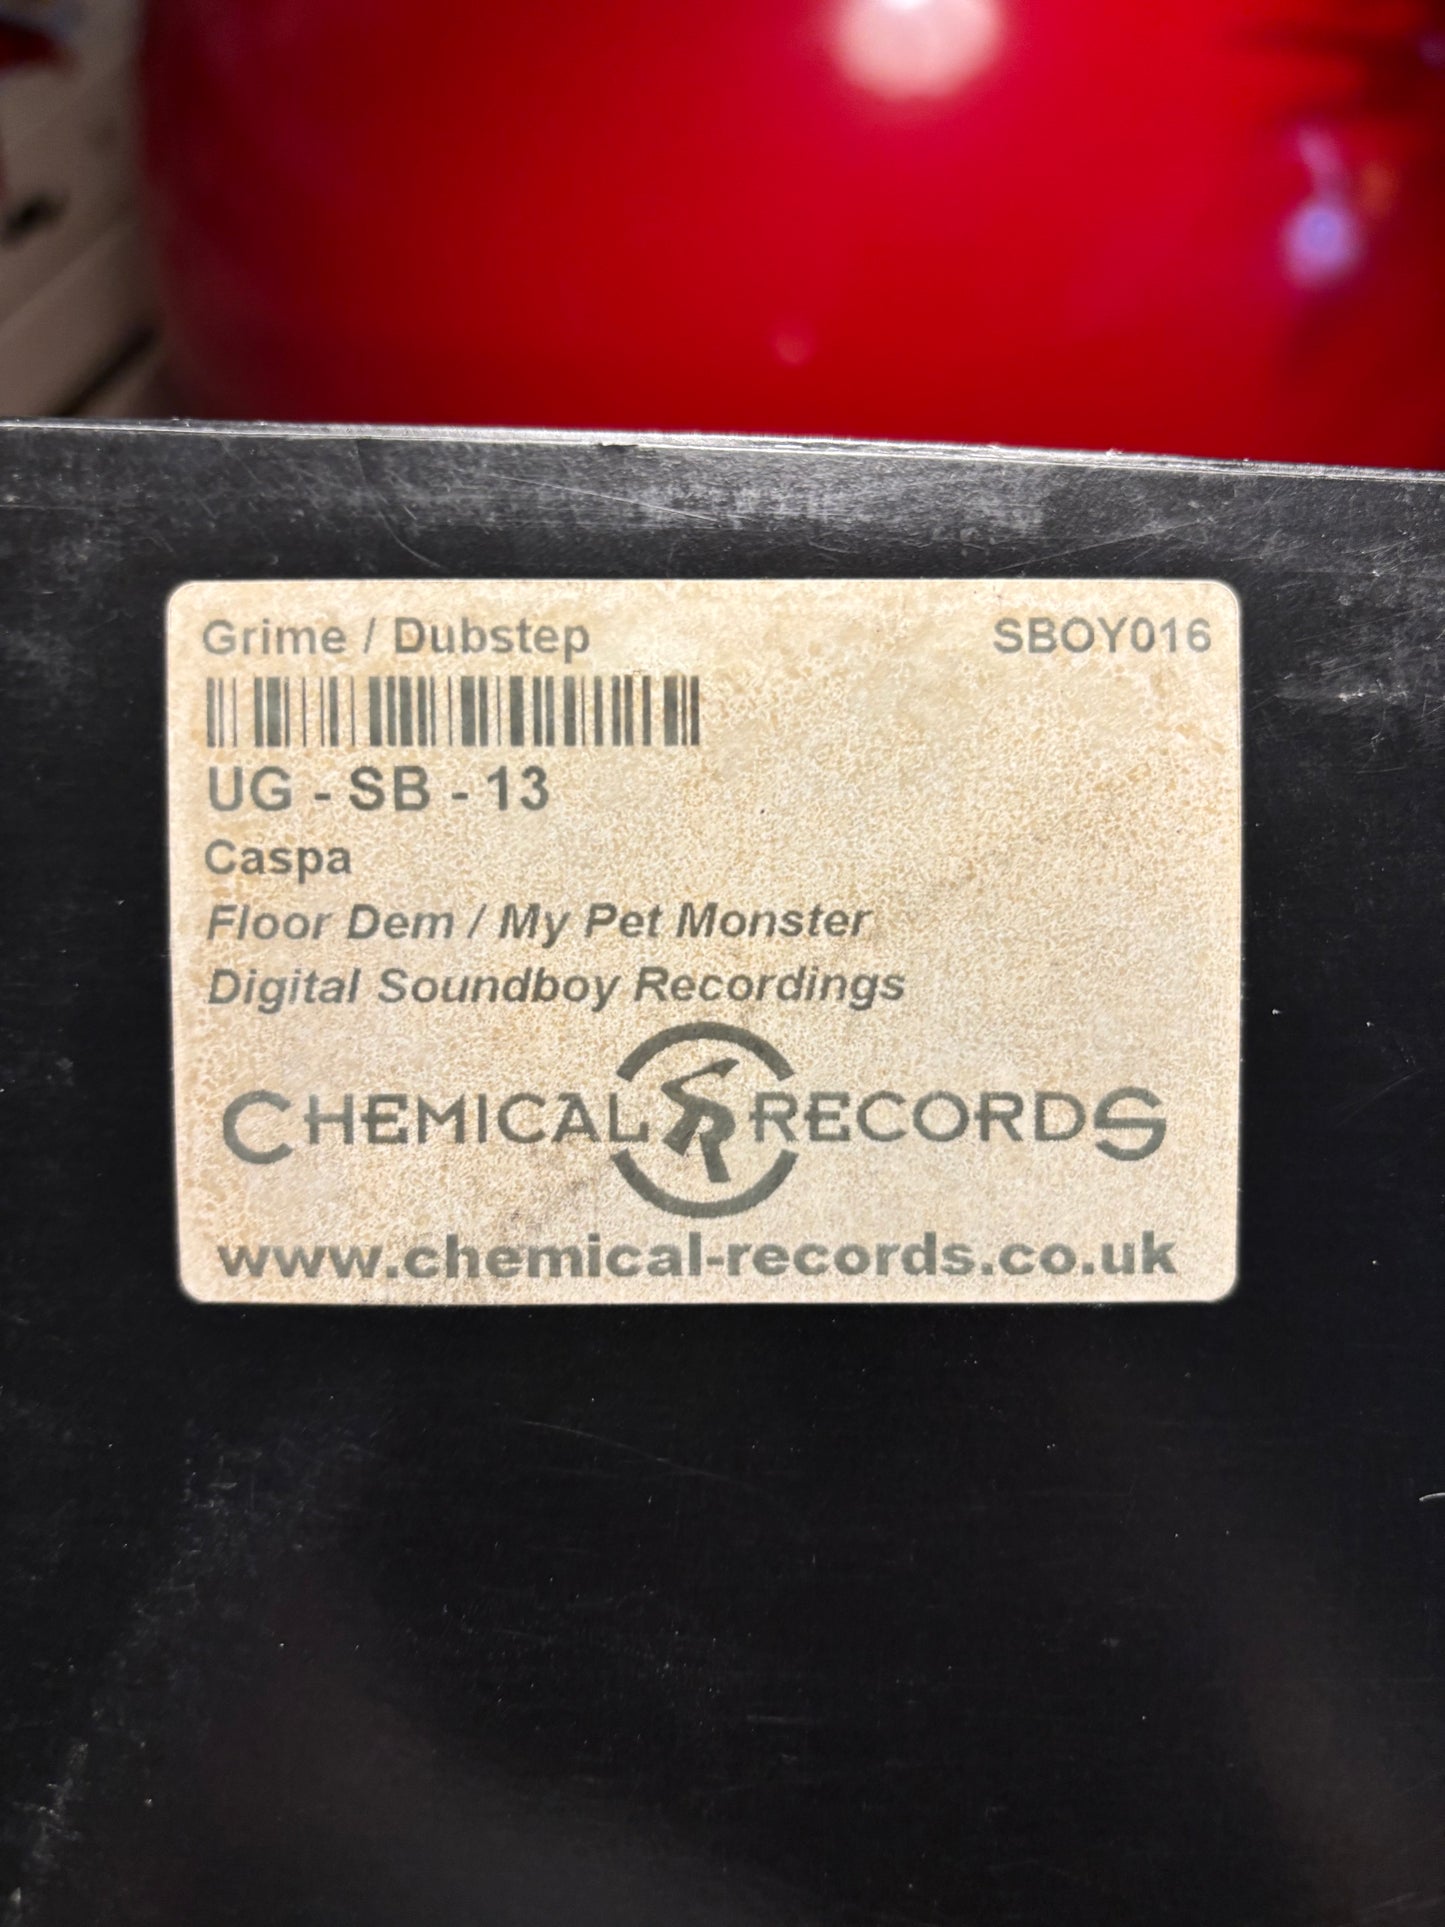 Grime / Dubstep SBOY016
UG - SB - 13
Caspa
Floor Dem / My Pet Monster
Digital Soundboy Recordings
CHEMICAL RECORDS
www.chemical-records.co.uk